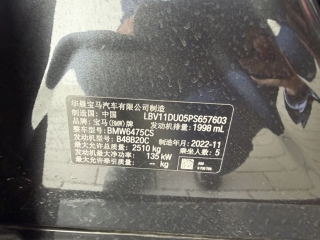 华晨宝马汽车有限公司制造
制造国：中国 LBV11DU05PS657603
品牌：宝马(BMW)牌 发动机排量：1998 mL
整车型号：BMW6475CS
发动机型号：B48B20C 制造年月：2022-11
最大允许总质量：2510 kg 乘坐人数：5
发动机最大净功率：135 kW
最大允许牵引质量：-- kg